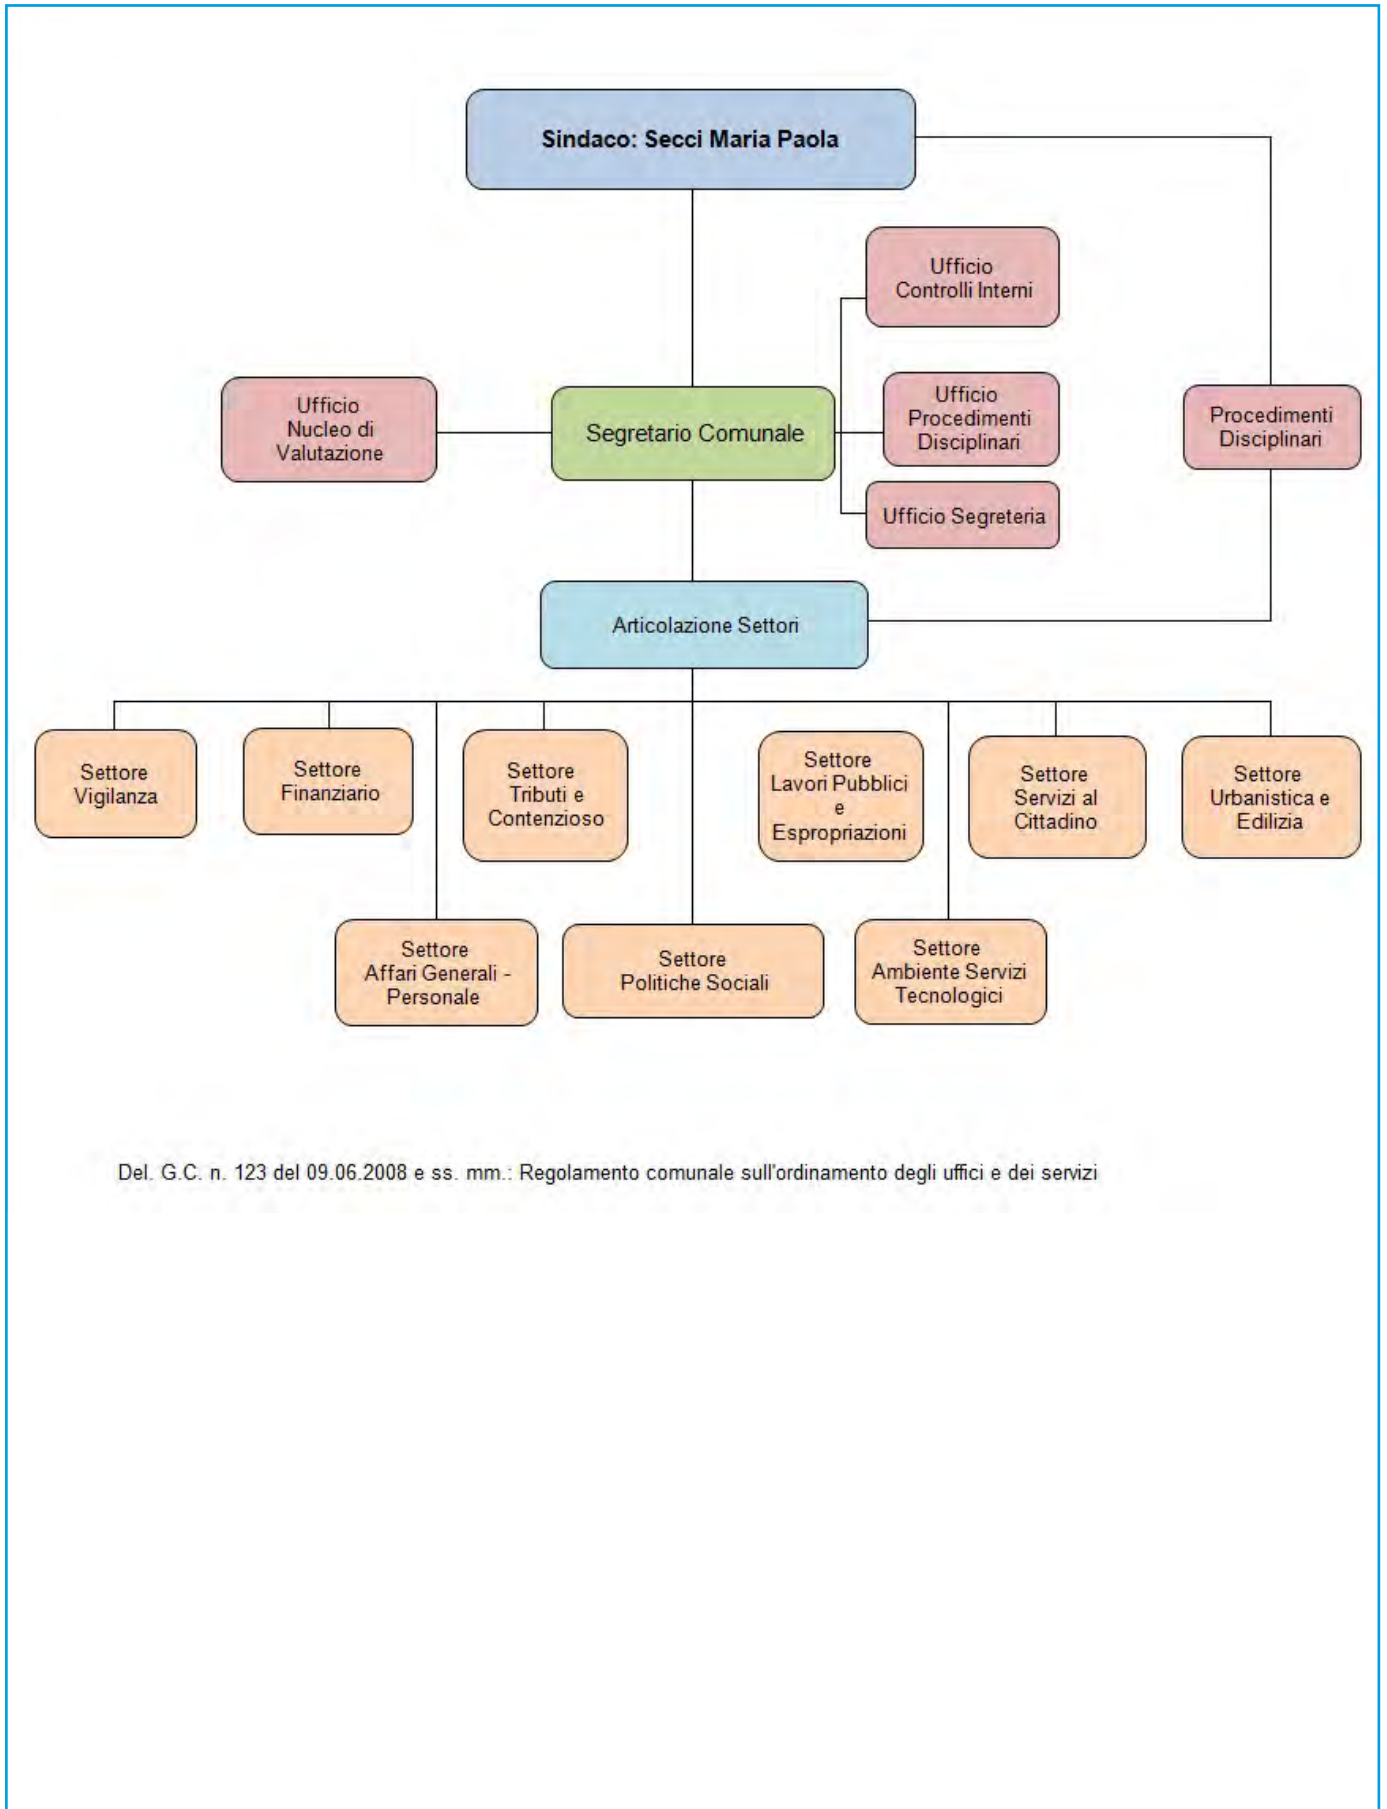 Sindaco: Secci Maria Paola
Ufficio
Controlli Interni
Ufficio
Nucleo di
Valutazione
Segretario Comunale
Ufficio
Procedimenti
Disciplinari
Procedimenti
Disciplinari
Ufficio Segreteria
Articolazione Settori
Settore
Vigilanza
Settore
Finanziario
Settore
Tributi e
Contenzioso
Settore
Lavori Pubblici
e
Espropriazioni
Settore
Servizi al
Cittadino
Settore
Urbanistica e
Edilizia
Settore
Affari Generali -
Personale
Settore
Politiche Sociali
Settore
Ambiente Servizi
Tecnologici
Del. G.C. n. 123 del 09.06.2008 e ss. mm.: Regolamento comunale sull'ordinamento degli uffici e dei servizi